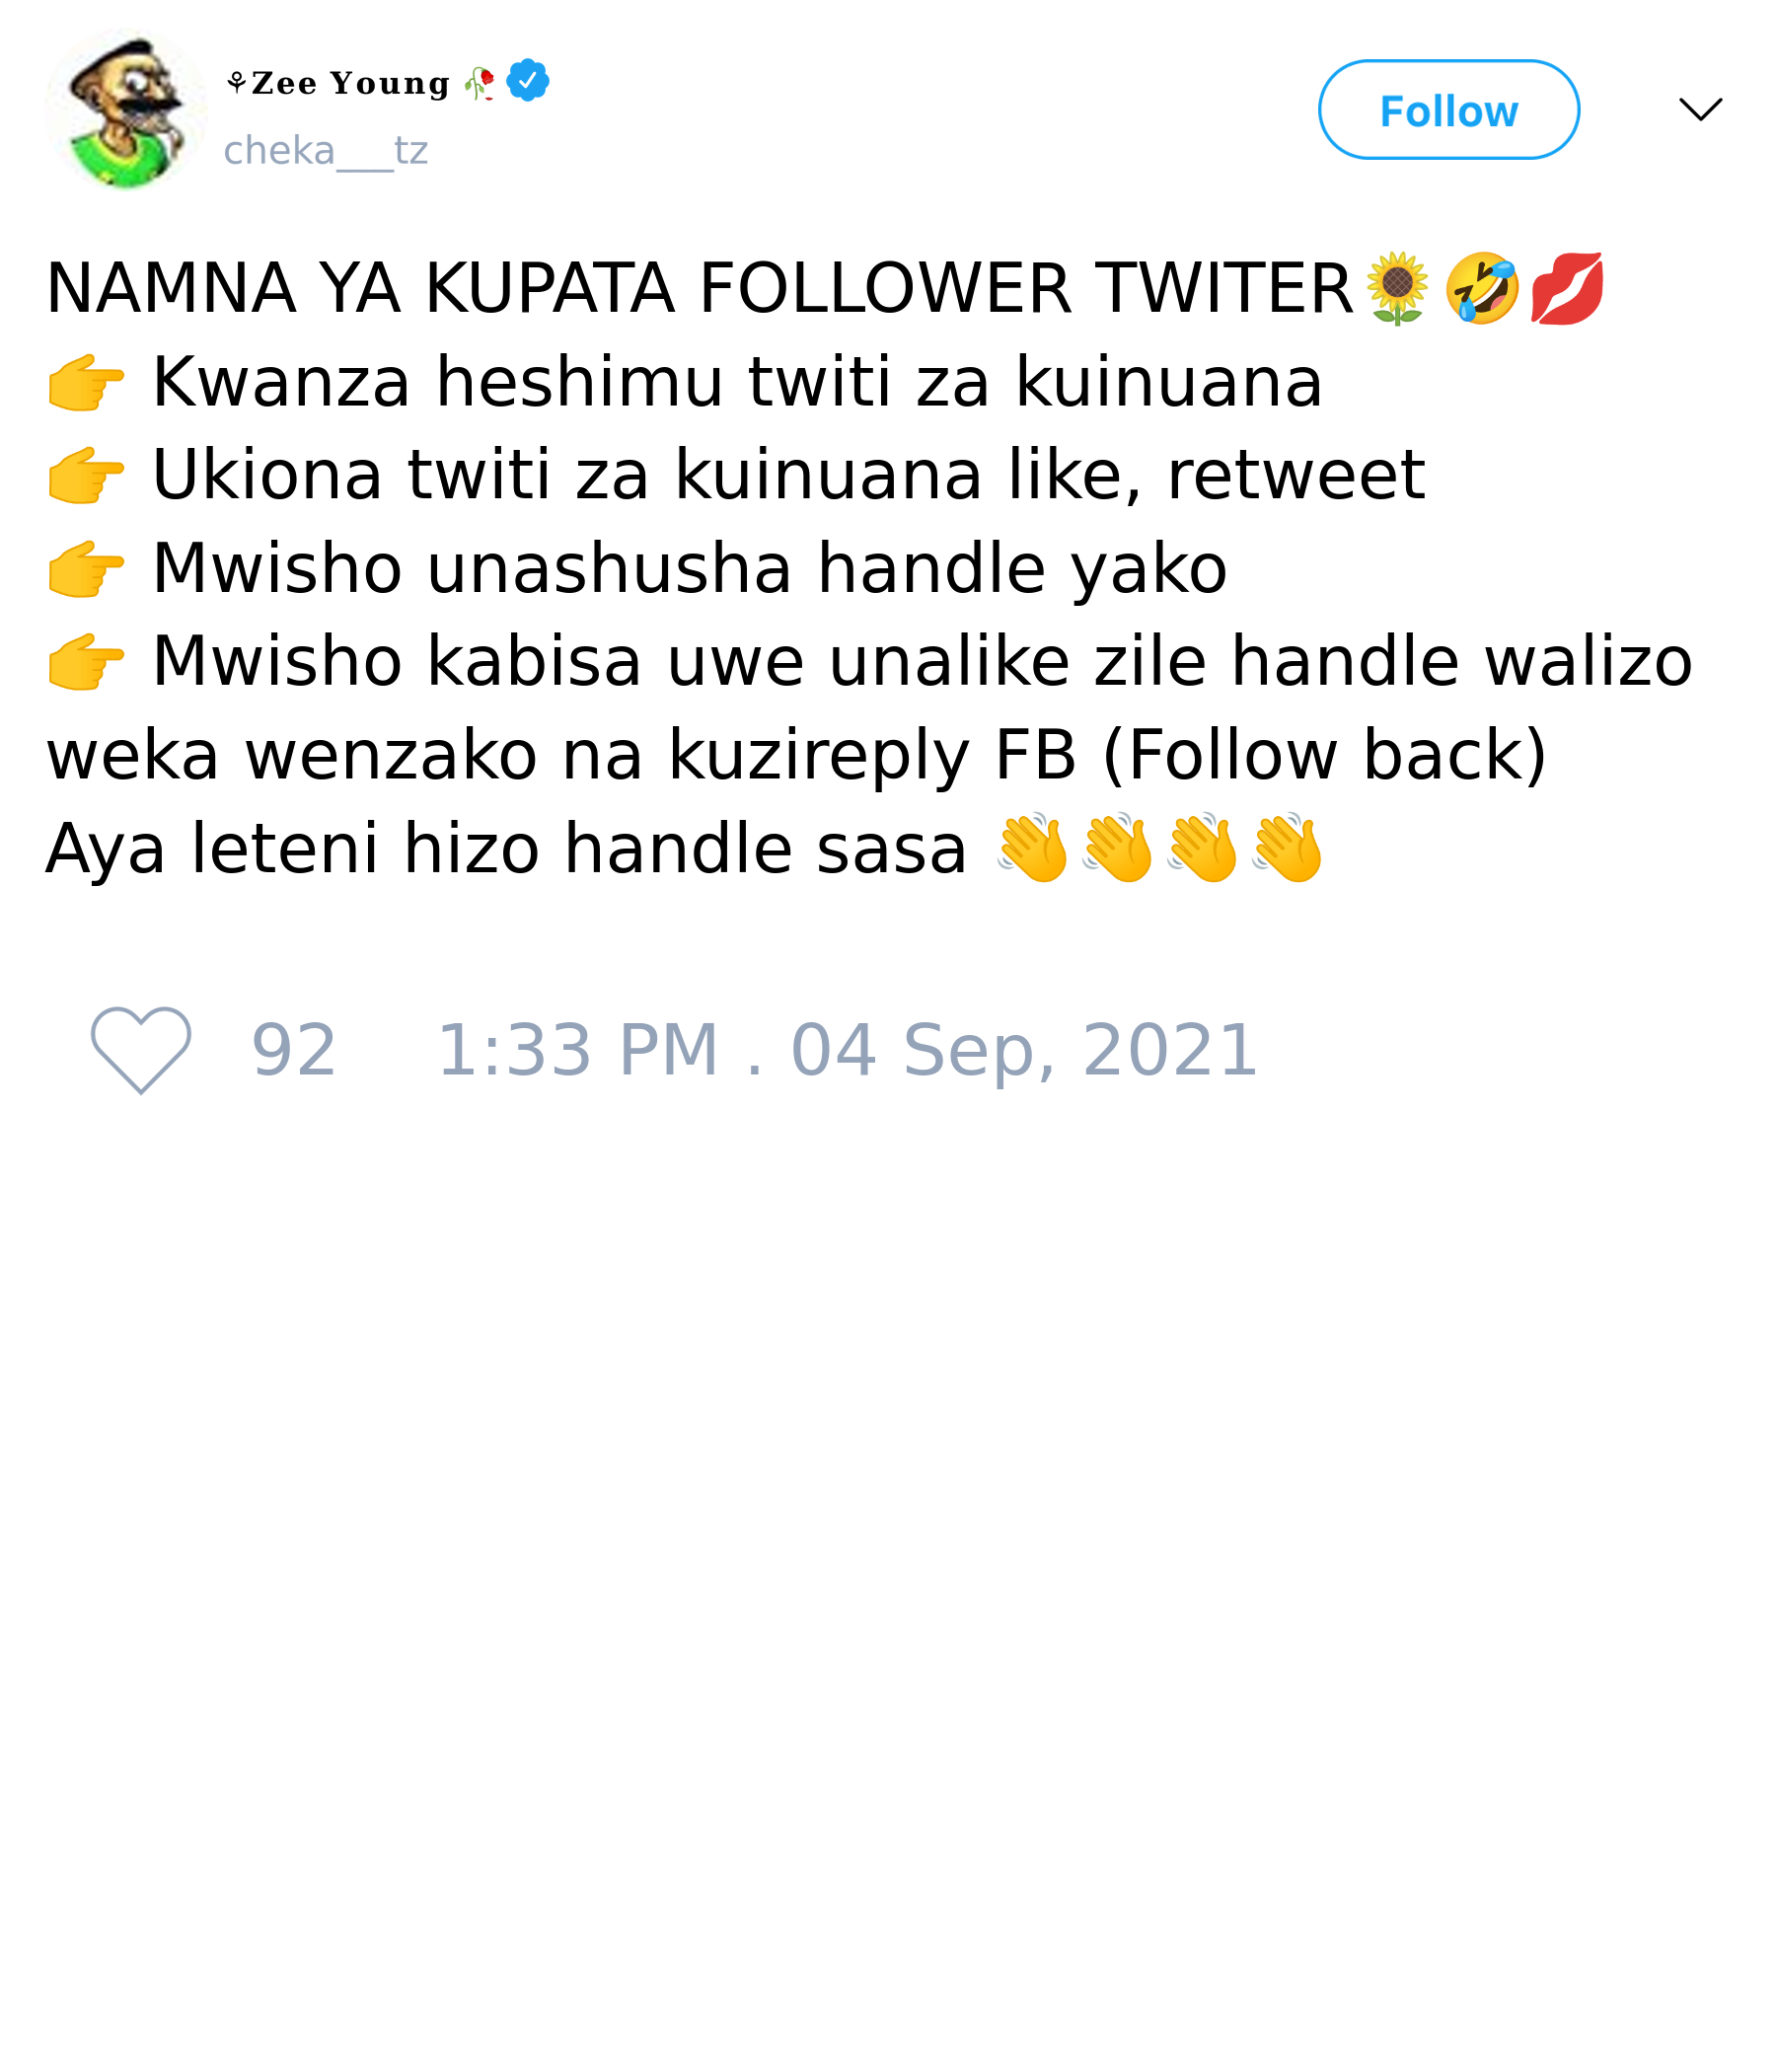 ⚘Zee Young 🥀
cheka___tz
Follow
NAMNA YA KUPATA FOLLOWER TWITER🌻🤣💋
👉 Kwanza heshimu twiti za kuinuana
👉 Ukiona twiti za kuinuana like, retweet
👉 Mwisho unashusha handle yako
👉 Mwisho kabisa uwe unalike zile handle walizo
weka wenzako na kuzireply FB (Follow back)
Aya leteni hizo handle sasa 👏👏👏👏
92 1:33 PM . 04 Sep, 2021